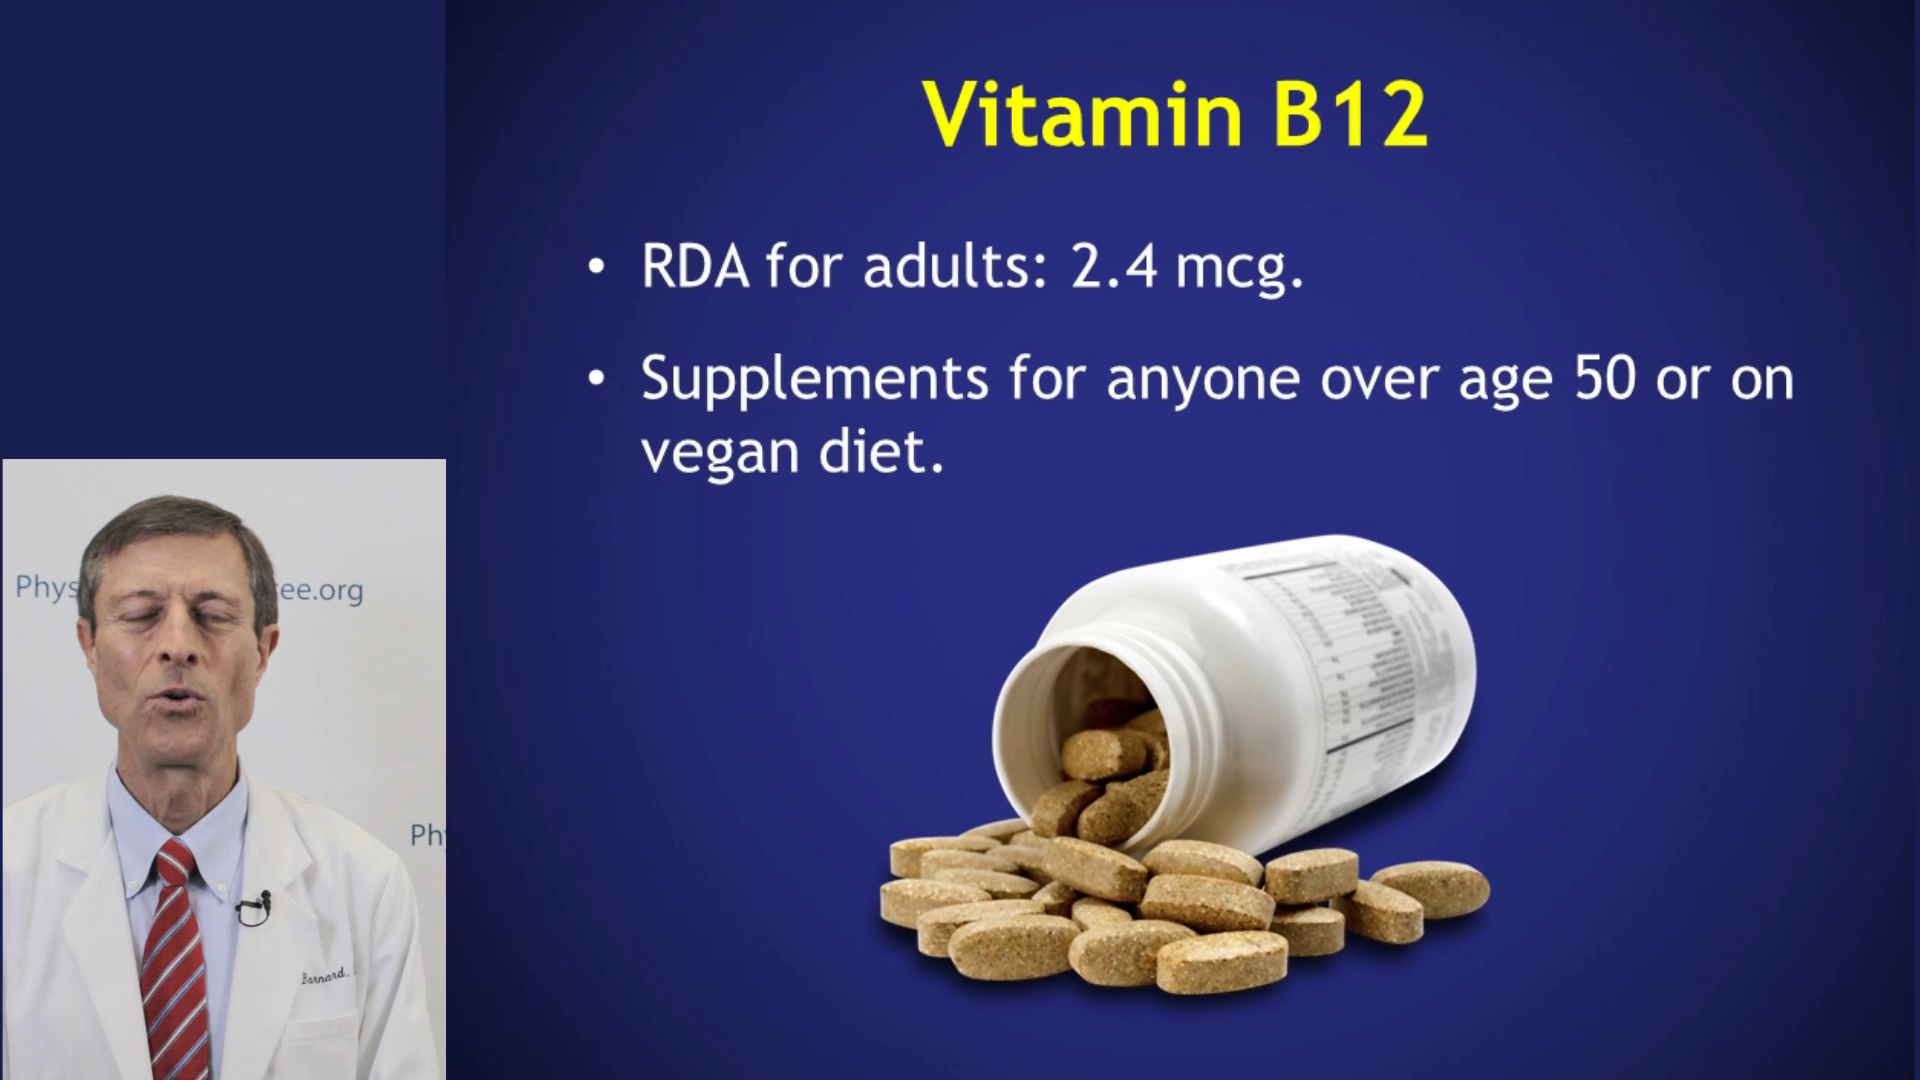 Vitamin B12
• RDA for adults: 2.4 mcg.
• Supplements for anyone over age 50 or on
vegan diet.
Phys
ee.org
Ph
Barnard,